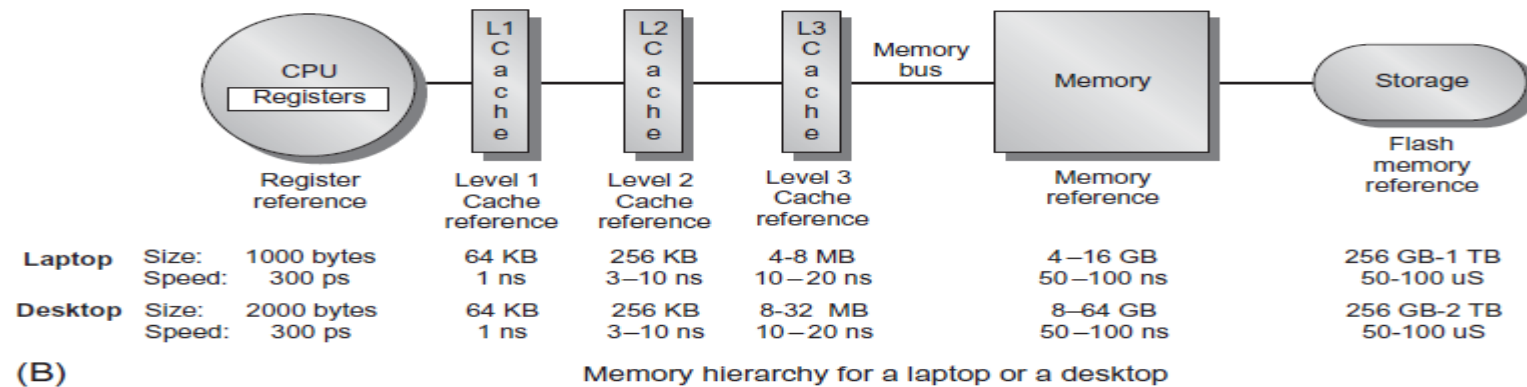 CPU
Registers
L1
C
a
c
h
e
L2
C
a
c
h
e
L3
C
a
c
h
e
Memory
bus
Memory
Storage
Register
reference
Level 1
Cache
reference
Level 2
Cache
reference
Level 3
Cache
reference
Memory
reference
Flash
memory
reference
Laptop Size: 1000 bytes 64 KB 256 KB 4-8 MB 4–16 GB 256 GB-1 TB
Speed: 300 ps 1 ns 3–10 ns 10–20 ns 50–100 ns 50-100 uS
Desktop Size: 2000 bytes 64 KB 256 KB 8-32 MB 8–64 GB 256 GB-2 TB
Speed: 300 ps 1 ns 3–10 ns 10–20 ns 50–100 ns 50-100 uS
(B) Memory hierarchy for a laptop or a desktop